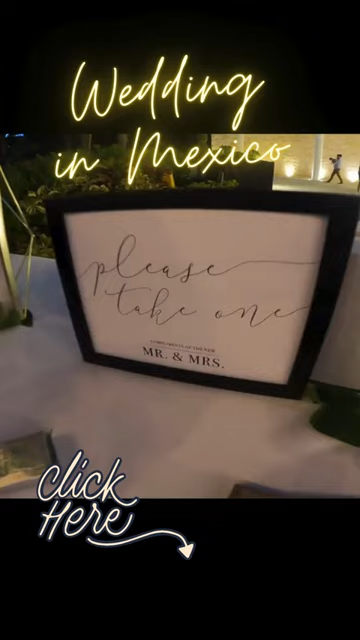 Wedding
in Mexico
please
take one
COMPLIMENTS OF THE NEW
MR. & MRS.
click
Here